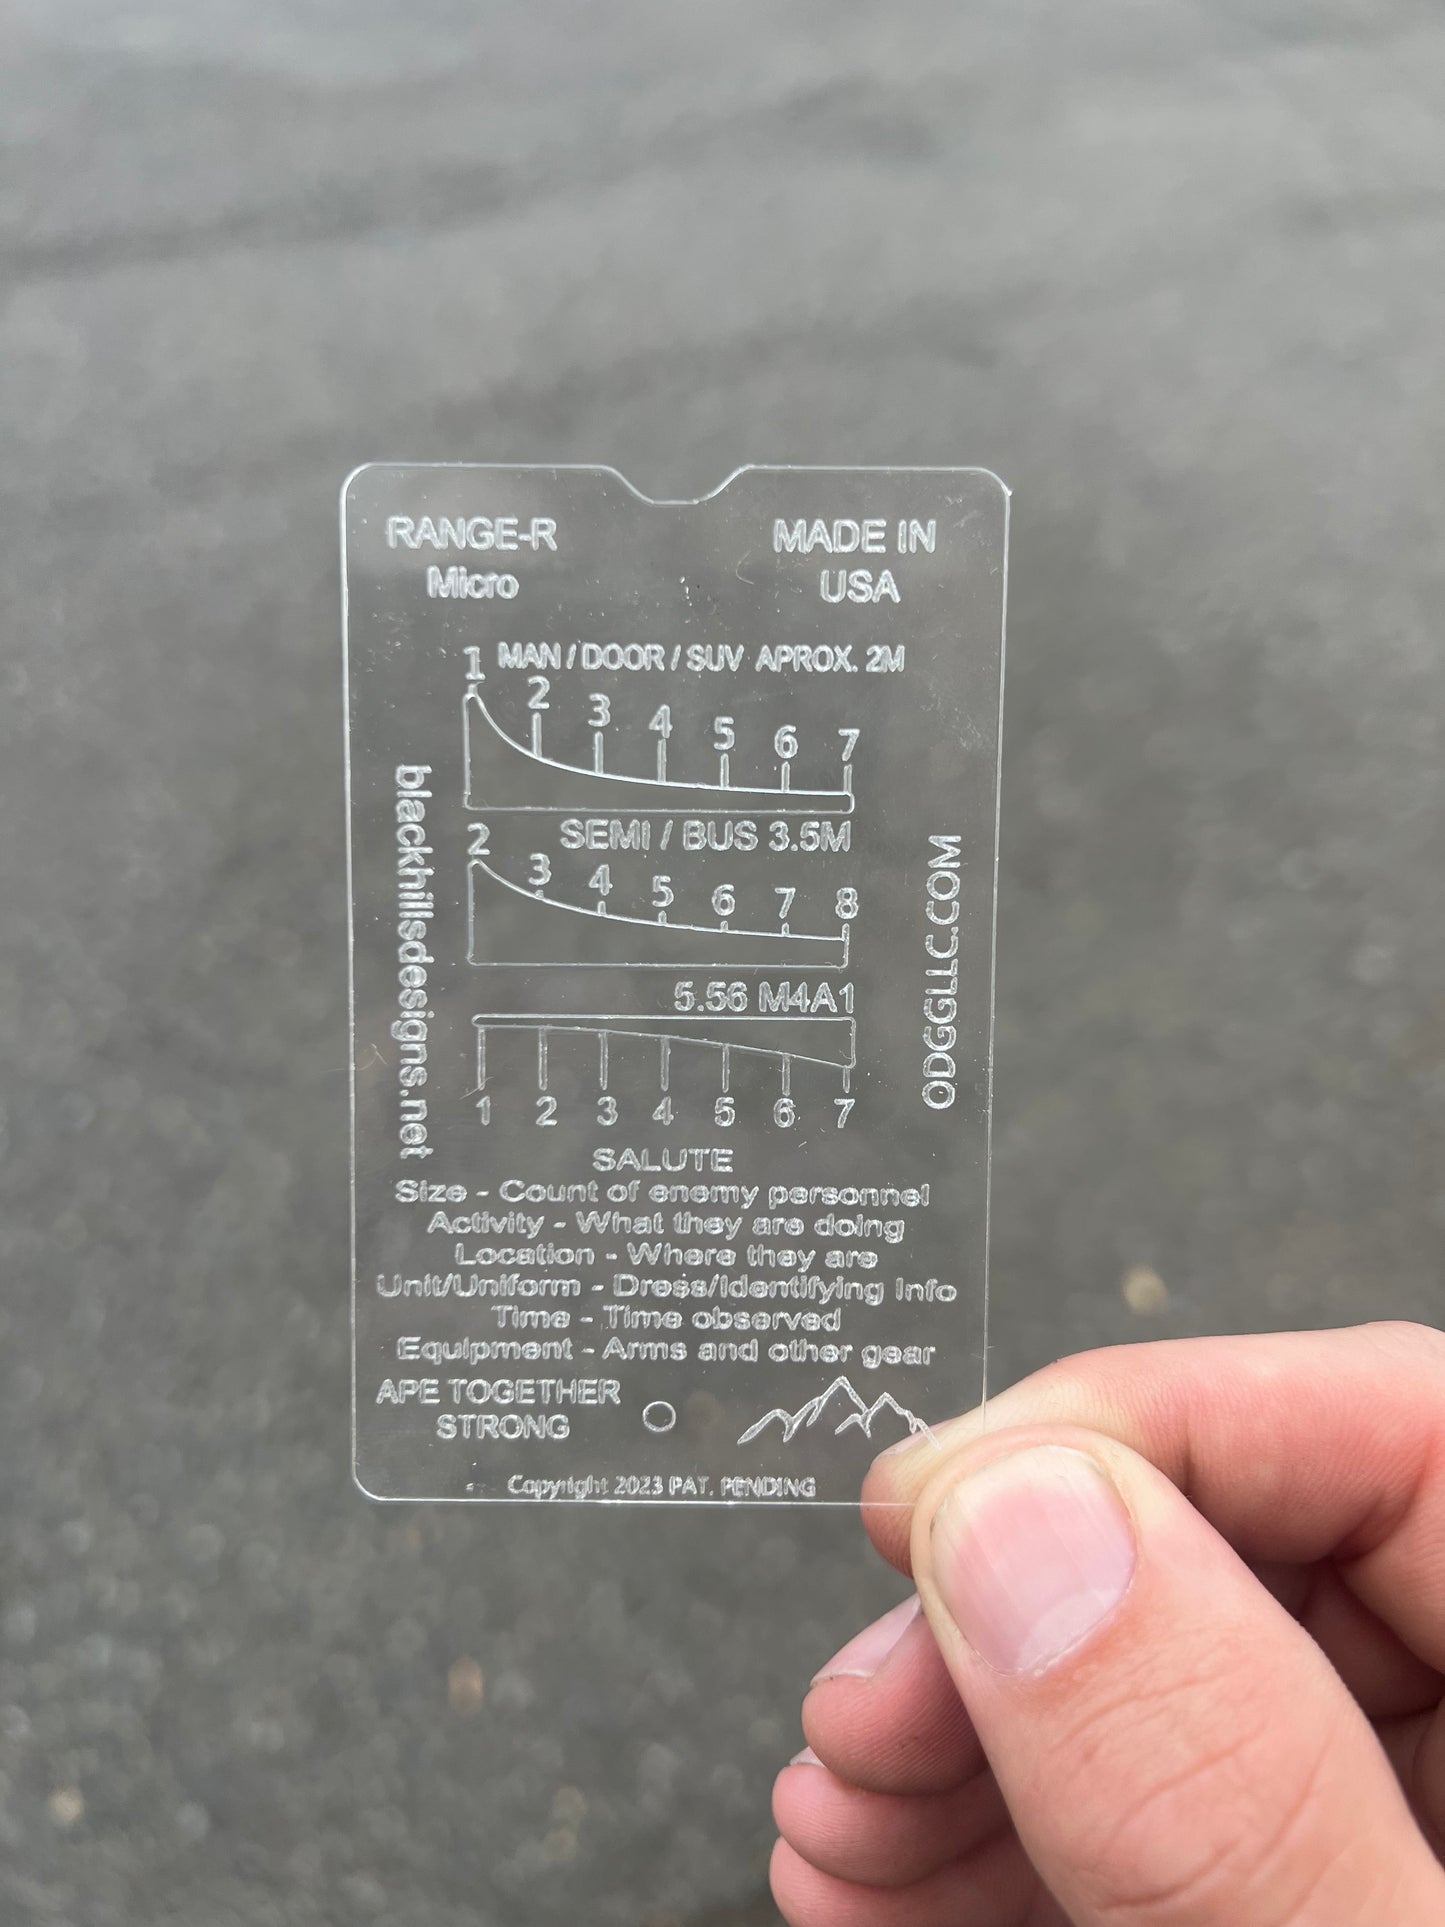 RANGE-R
Micro
MADE IN
USA
MAN / DOOR / SUV APROX. 2M
1 2 3 4 5 6 7
SEMI / BUS 3.5M
2 3 4 5 6 7 8
5.56 M4A1
1 2 3 4 5 6 7
blackhillsdesigns.net
ODGGLLC.COM
SALUTE
Size - Count of enemy personnel
Activity - What they are doing
Location - Where they are
Unit/Uniform - Dress/Identifying Info
Time - Time observed
Equipment - Arms and other gear
APE TOGETHER
STRONG
Copyright 2023 PAT. PENDING